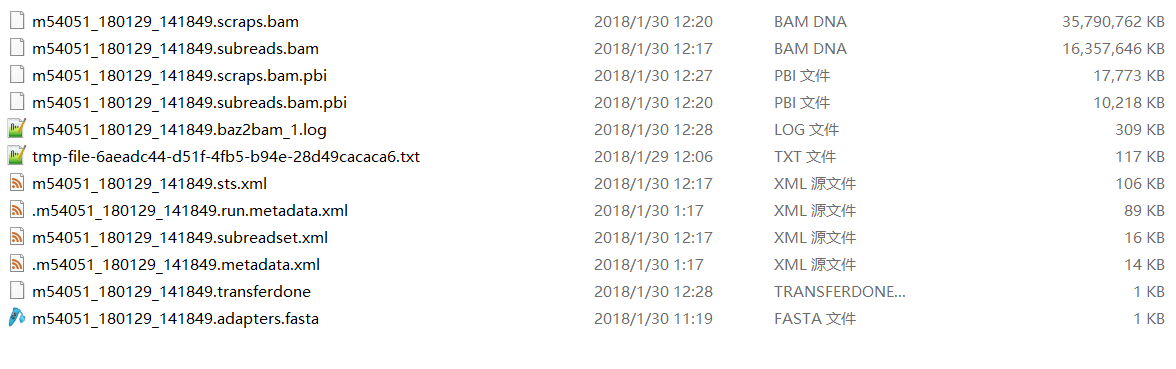 m54051_180129_141849.scraps.bam 2018/1/30 12:20 BAM DNA 35,790,762 KB
m54051_180129_141849.subreads.bam 2018/1/30 12:17 BAM DNA 16,357,646 KB
m54051_180129_141849.scraps.bam.pbi 2018/1/30 12:27 PBI 文件 17,773 KB
m54051_180129_141849.subreads.bam.pbi 2018/1/30 12:20 PBI 文件 10,218 KB
m54051_180129_141849.baz2bam_1.log 2018/1/30 12:28 LOG 文件 309 KB
tmp-file-6aeadc44-d51f-4fb5-b94e-28d49cacaca6.txt 2018/1/29 12:06 TXT 文件 117 KB
m54051_180129_141849.sts.xml 2018/1/30 12:17 XML 源文件 106 KB
.m54051_180129_141849.run.metadata.xml 2018/1/30 1:17 XML 源文件 89 KB
m54051_180129_141849.subreadset.xml 2018/1/30 12:17 XML 源文件 16 KB
.m54051_180129_141849.metadata.xml 2018/1/30 1:17 XML 源文件 14 KB
m54051_180129_141849.transferdone 2018/1/30 12:28 TRANSFERDONE... 1 KB
m54051_180129_141849.adapters.fasta 2018/1/30 11:19 FASTA 文件 1 KB